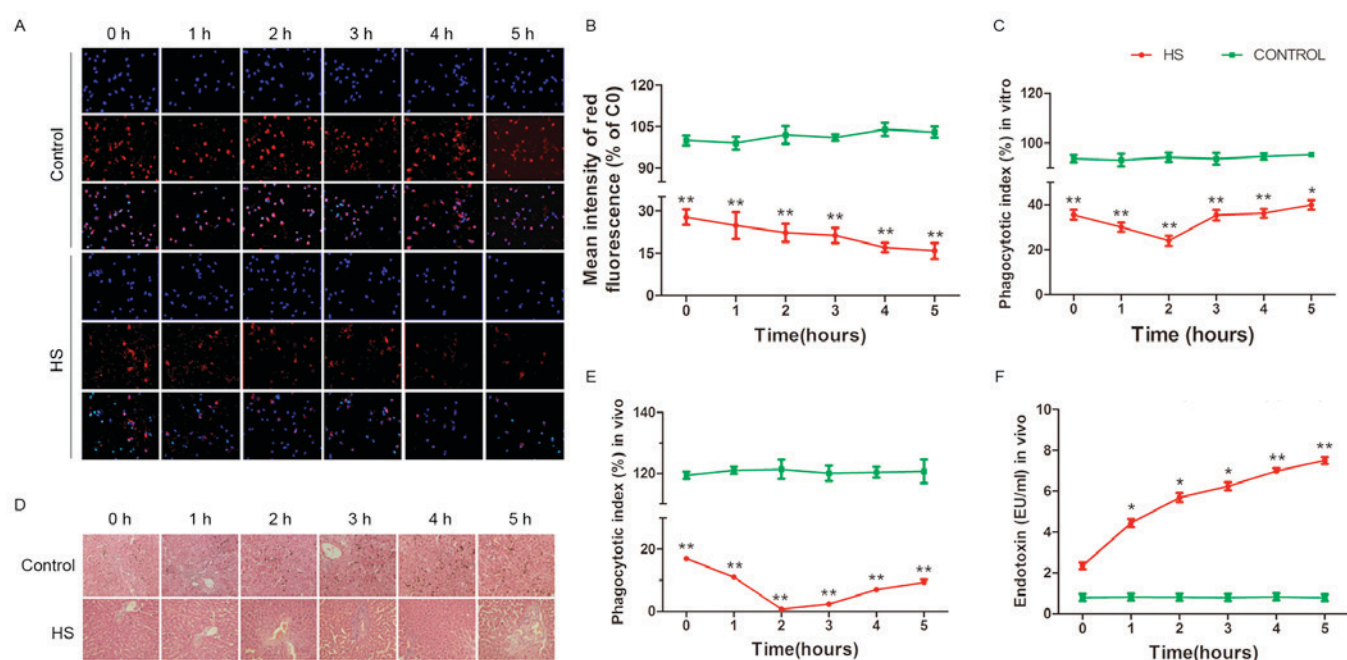 A
0 h 1 h 2 h 3 h 4 h 5 h
Control
HS
B
Mean intensity of red
fluorescence (% of C0)
120
105
90
30
15
0
** ** ** ** ** **
0 1 2 3 4 5
Time(hours)
C
HS CONTROL
Phagocytotic index (%) in vitro
120
100
40
20
0
** ** ** ** ** *
0 1 2 3 4 5
Time (hours)
D
0 h 1 h 2 h 3 h 4 h 5 h
Control
HS
E
Phagocytotic index (%) in vivo
140
120
20
10
0
** ** ** ** ** **
0 1 2 3 4 5
Time(hours)
F
Endotoxin (EU/ml) in vivo
10
8
6
4
2
0
* * * ** **
0 1 2 3 4 5
Time(hours)